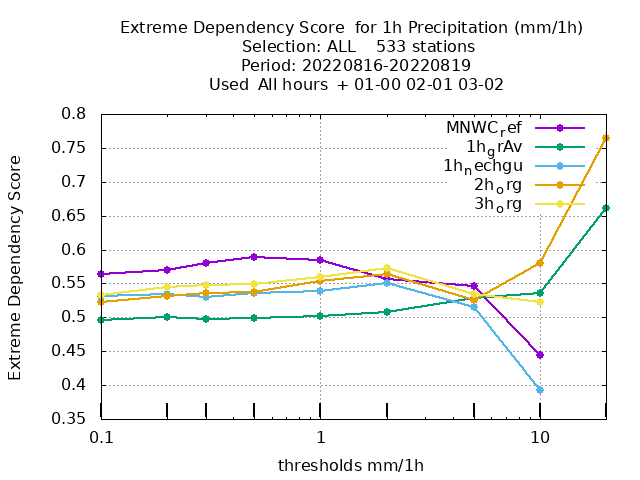 Extreme Dependency Score  for 1h Precipitation (mm/1h)
Selection: ALL    533 stations
Period: 20220816-20220819
Used  All hours  + 01-00 02-01 03-02
0.8
0.75
0.7
0.65
0.6
0.55
0.5
0.45
0.4
0.35
Extreme Dependency Score
MNWC_ref
1h_grAv
1h_nechgu
2h_org
3h_org
0.1 1 10
thresholds mm/1h